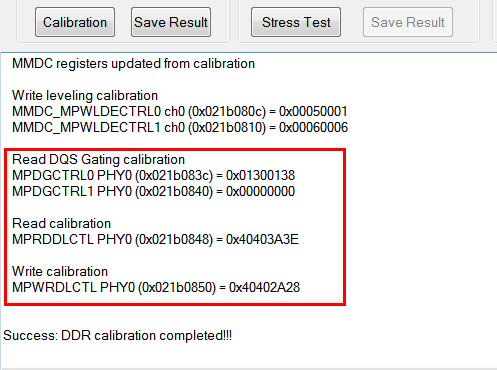 Calibration
Save Result
Stress Test
Save Result
MMDC registers updated from calibration
Write leveling calibration
MMDC_MPWLDECTRL0 ch0 (0x021b080c) = 0x00050001
MMDC_MPWLDECTRL1 ch0 (0x021b0810) = 0x00060006
Read DQS Gating calibration
MPDGCTRL0 PHY0 (0x021b083c) = 0x01300138
MPDGCTRL1 PHY0 (0x021b0840) = 0x00000000
Read calibration
MPRDDLCTL PHY0 (0x021b0848) = 0x40403A3E
Write calibration
MPWRDLCTL PHY0 (0x021b0850) = 0x40402A28
Success: DDR calibration completed!!!